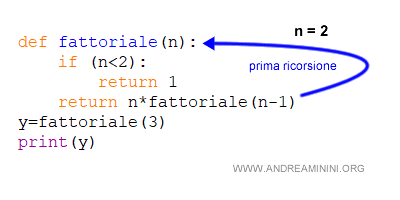 n = 2
def fattoriale(n):
    if (n<2):
prima ricorsione
        return 1
    return n*fattoriale(n-1)
y=fattoriale(3)
print(y)
WWW.ANDREAMININI.ORG